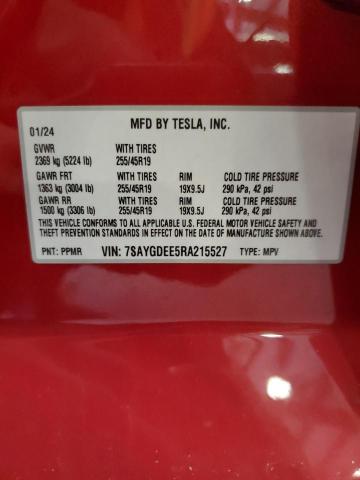 01/24 MFD BY TESLA, INC.
GVWR WITH TIRES
2369 kg (5224 lb) 255/45R19
GAWR FRT WITH TIRES RIM COLD TIRE PRESSURE
1363 kg (3004 lb) 255/45R19 19X9.5J 290 kPa, 42 psi
GAWR RR WITH TIRES RIM COLD TIRE PRESSURE
1500 kg (3306 lb) 255/45R19 19X9.5J 290 kPa, 42 psi
THIS VEHICLE CONFORMS TO ALL APPLICABLE U.S. FEDERAL MOTOR VEHICLE SAFETY AND
THEFT PREVENTION STANDARDS IN EFFECT ON THE DATE OF MANUFACTURE SHOWN ABOVE.
PNT: PPMR VIN: 7SAYGDEE5RA215527 TYPE: MPV